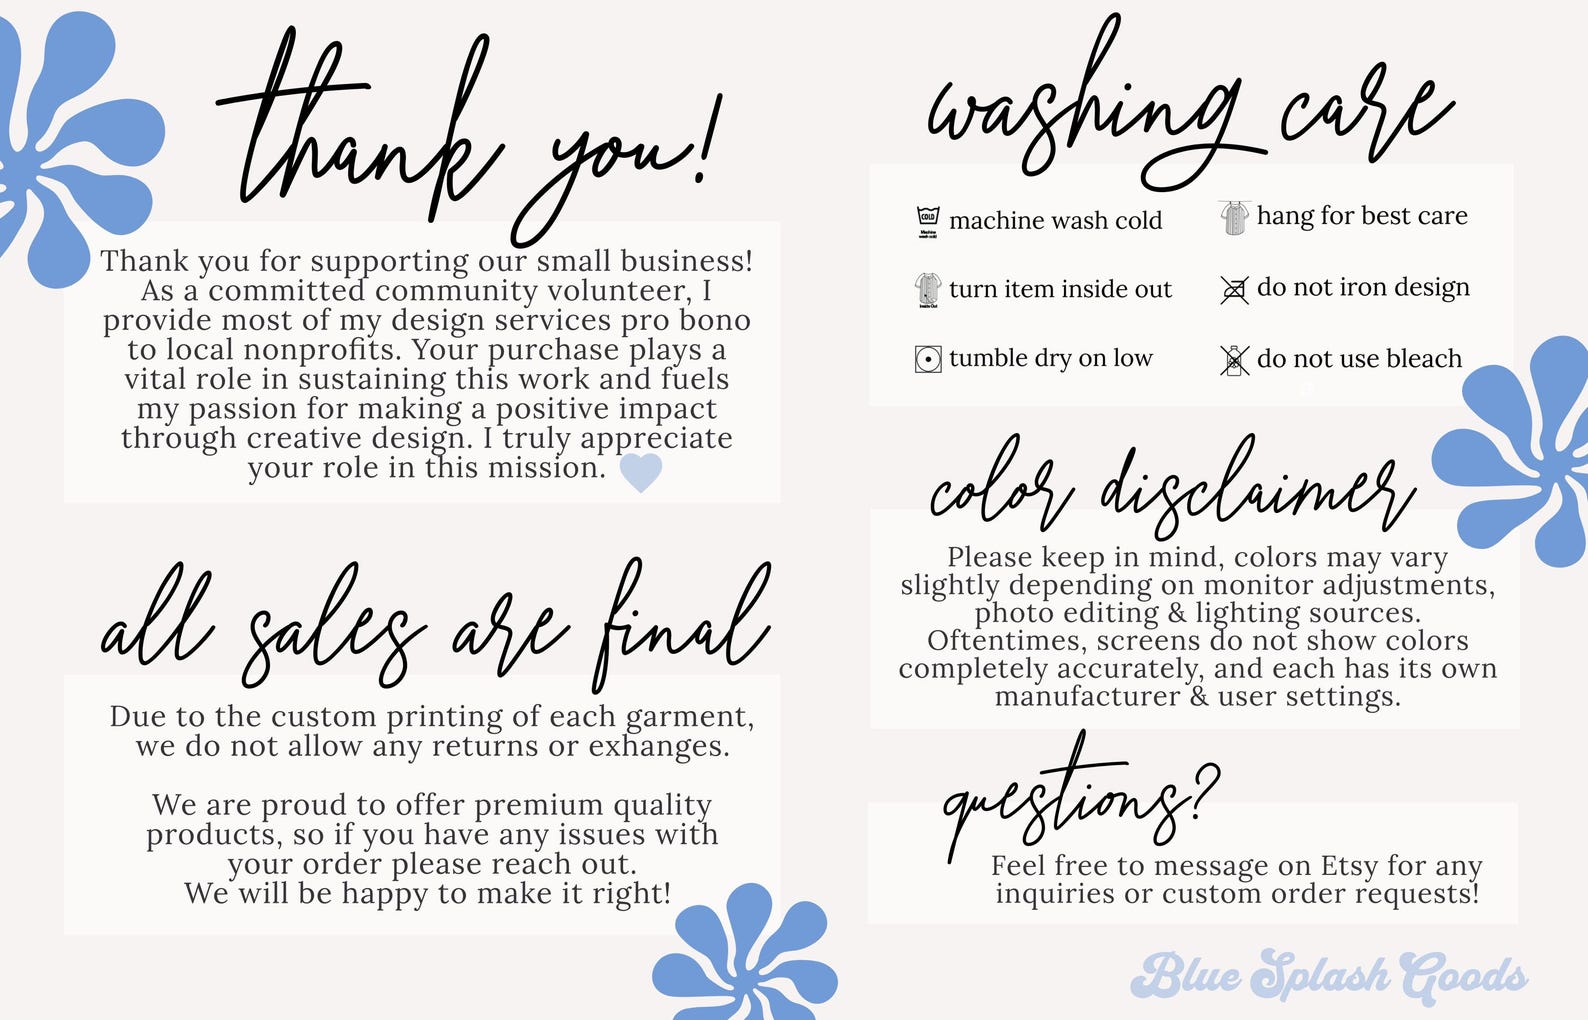 thank you!
Thank you for supporting our small business!
As a committed community volunteer, I
provide most of my design services pro bono
to local nonprofits. Your purchase plays a
vital role in sustaining this work and fuels
my passion for making a positive impact
through creative design. I truly appreciate
your role in this mission.
all sales are final
Due to the custom printing of each garment,
we do not allow any returns or exhanges.
We are proud to offer premium quality
products, so if you have any issues with
your order please reach out.
We will be happy to make it right!
washing care
COLD
Machine
wash cold
machine wash cold
hang for best care
Inside Out
turn item inside out
do not iron design
tumble dry on low
do not use bleach
color disclaimer
Please keep in mind, colors may vary
slightly depending on monitor adjustments,
photo editing & lighting sources.
Oftentimes, screens do not show colors
completely accurately, and each has its own
manufacturer & user settings.
questions?
Feel free to message on Etsy for any
inquiries or custom order requests!
Blue Splash Goods